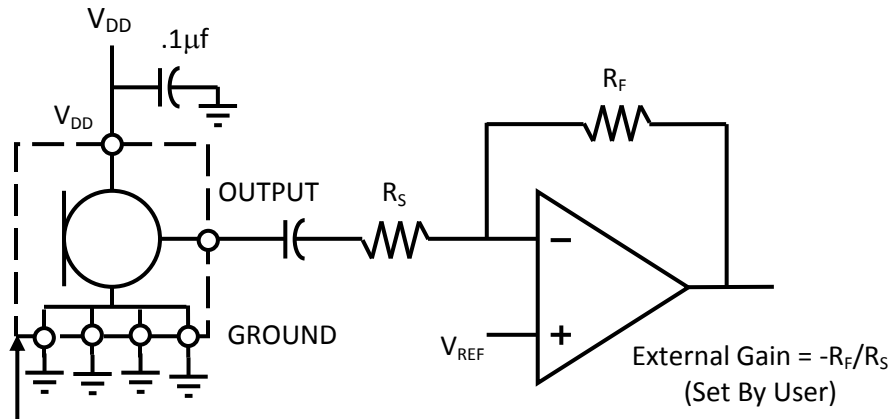 V_DD
.1μf
V_DD
R_F
OUTPUT
R_S
−
+
V_REF
GROUND
External Gain = -R_F/R_S
(Set By User)